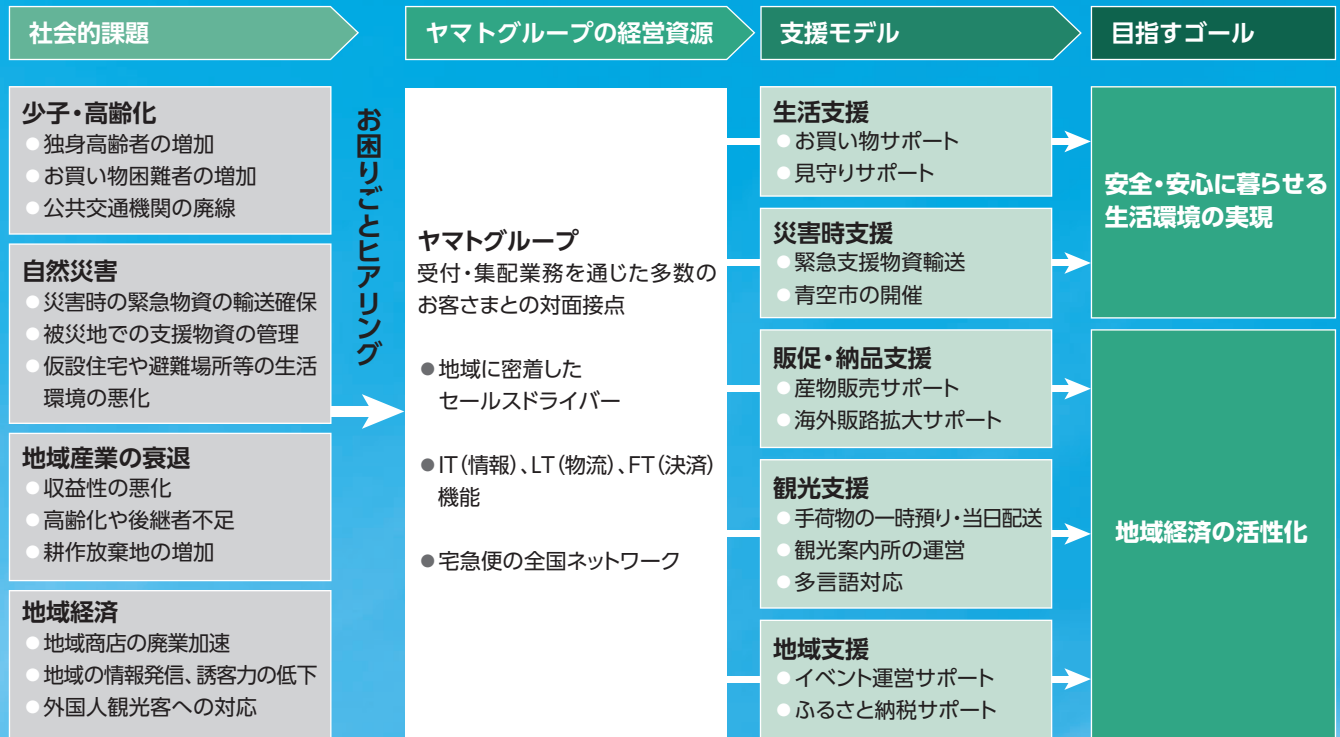 社会的課題
ヤマトグループの経営資源
支援モデル
目指すゴール
少子・高齢化
●独身高齢者の増加
●お買い物困難者の増加
●公共交通機関の廃線
自然災害
●災害時の緊急物資の輸送確保
●被災地での支援物資の管理
●仮設住宅や避難場所等の生活
環境の悪化
地域産業の衰退
●収益性の悪化
●高齢化や後継者不足
●耕作放棄地の増加
地域経済
●地域商店の廃業加速
●地域の情報発信、誘客力の低下
●外国人観光客への対応
お困りごとヒアリング
ヤマトグループ
受付・集配業務を通じた多数の
お客さまとの対面接点
●地域に密着した
セールスドライバー
●IT(情報)、LT(物流)、FT(決済)
機能
●宅急便の全国ネットワーク
生活支援
●お買い物サポート
●見守りサポート
災害時支援
●緊急支援物資輸送
●青空市の開催
販促・納品支援
●産物販売サポート
●海外販路拡大サポート
観光支援
●手荷物の一時預り・当日配送
●観光案内所の運営
●多言語対応
地域支援
●イベント運営サポート
●ふるさと納税サポート
安全・安心に暮らせる
生活環境の実現
地域経済の活性化